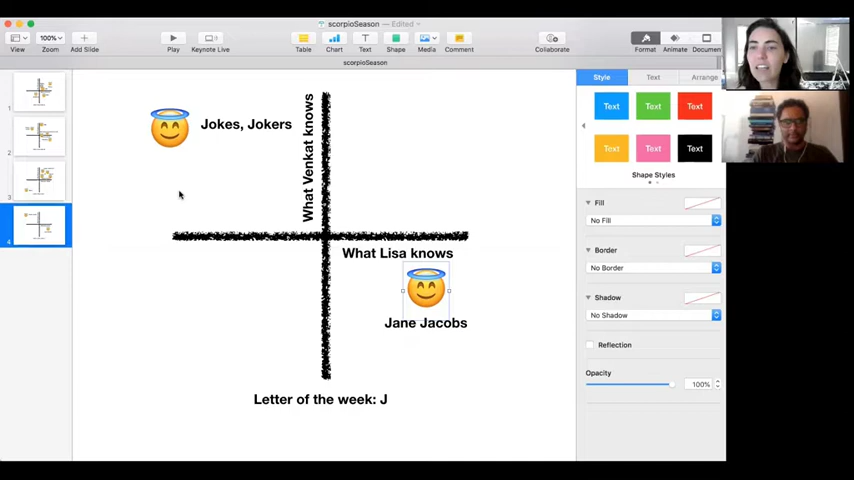 scorpioSeason — Edited
100%
View
Zoom
Add Slide
Play
Keynote Live
Table
Chart
Text
Shape
Media
Comment
Collaborate
Format
Animate
Document
scorpioSeason
1
2
3
4
Jokes, Jokers
What Venkat knows
What Lisa knows
Jane Jacobs
Letter of the week: J
Style
Text
Arrange
Text
Text
Text
Text
Text
Text
Shape Styles
Fill
No Fill
Border
No Border
Shadow
No Shadow
Reflection
Opacity
100%